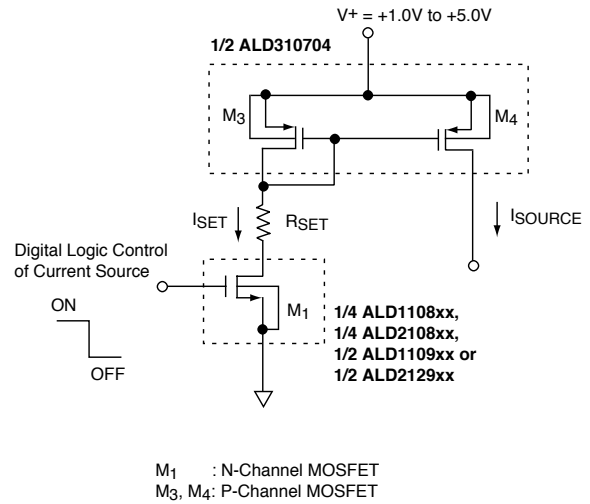 V+ = +1.0V to +5.0V
1/2 ALD310704
M3
M4
ISET
RSET
ISOURCE
Digital Logic Control
of Current Source
ON
OFF
M1
1/4 ALD1108xx,
1/4 ALD2108xx,
1/2 ALD1109xx or
1/2 ALD2129xx
M1 : N-Channel MOSFET
M3, M4: P-Channel MOSFET